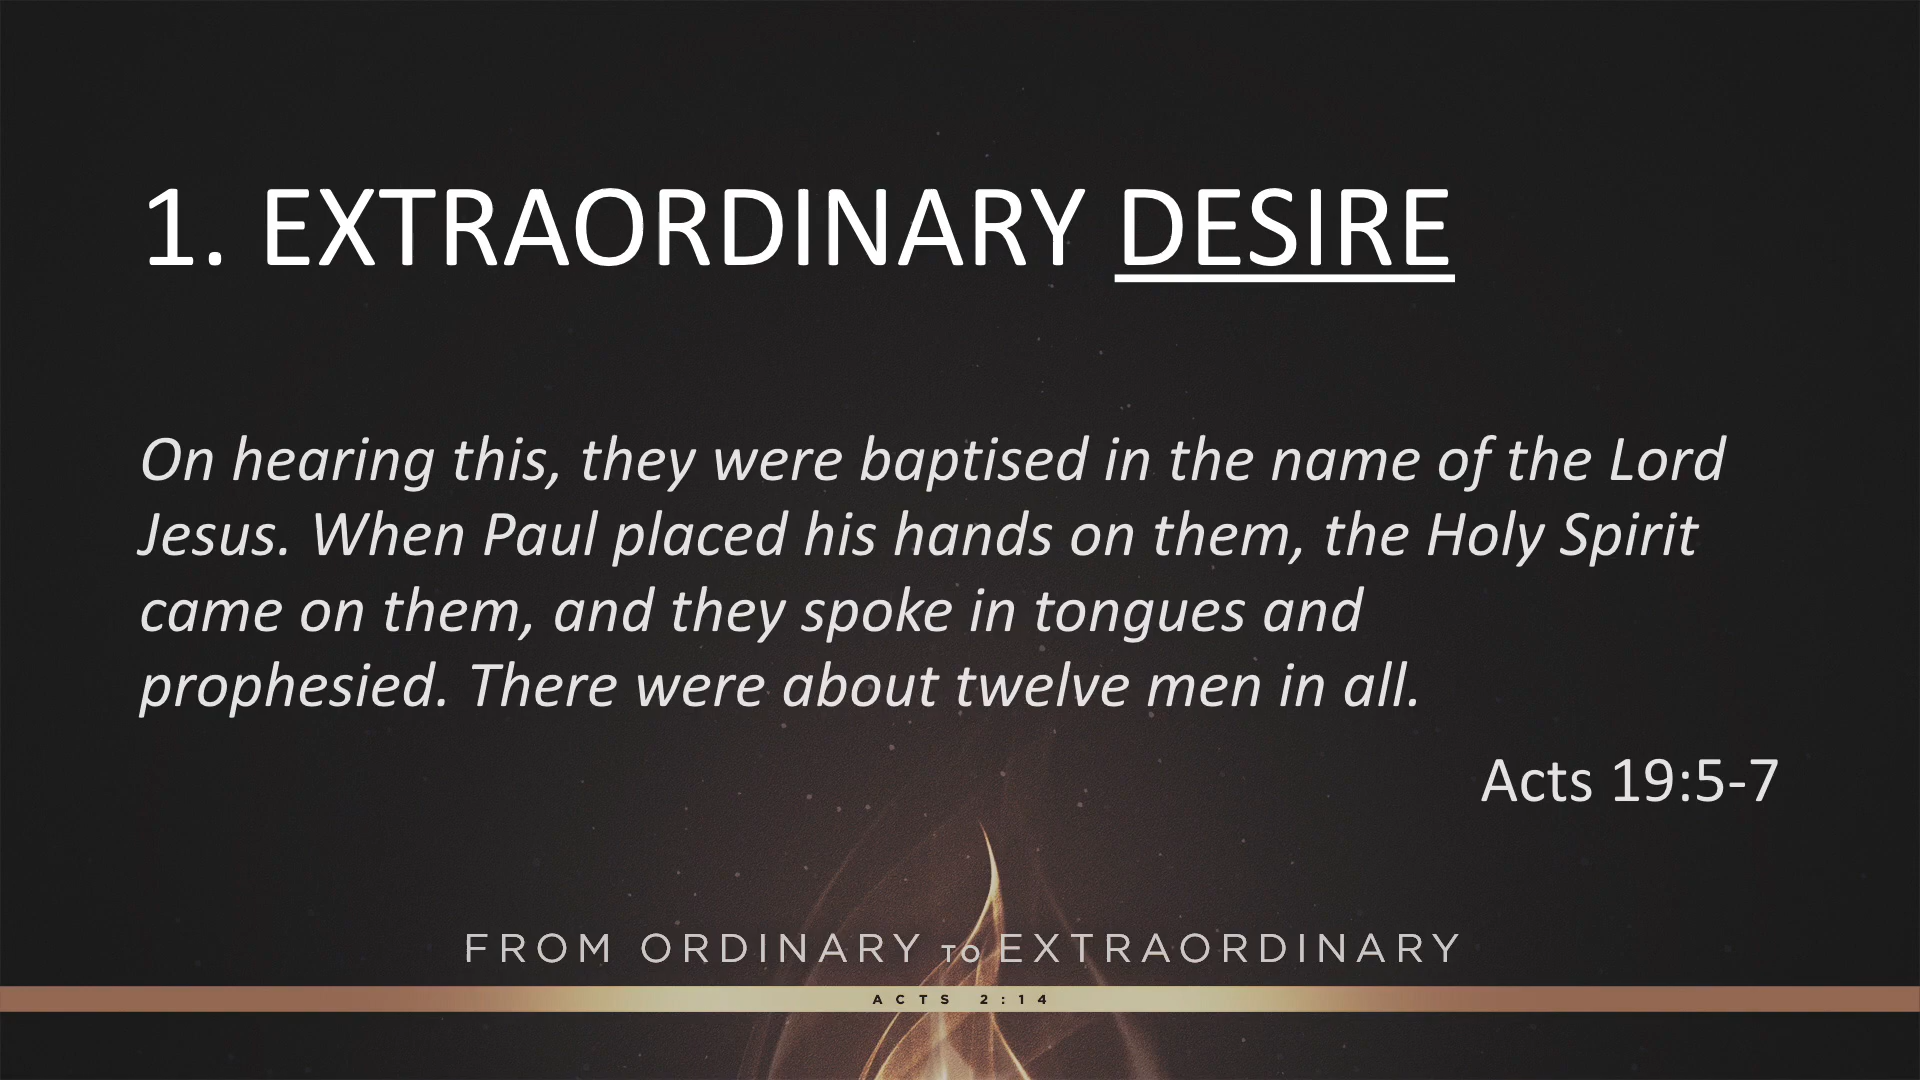 1. EXTRAORDINARY DESIRE
On hearing this, they were baptised in the name of the Lord
Jesus. When Paul placed his hands on them, the Holy Spirit
came on them, and they spoke in tongues and
prophesied. There were about twelve men in all.
Acts 19:5-7
FROM ORDINARY TO EXTRAORDINARY
ACTS 2:14